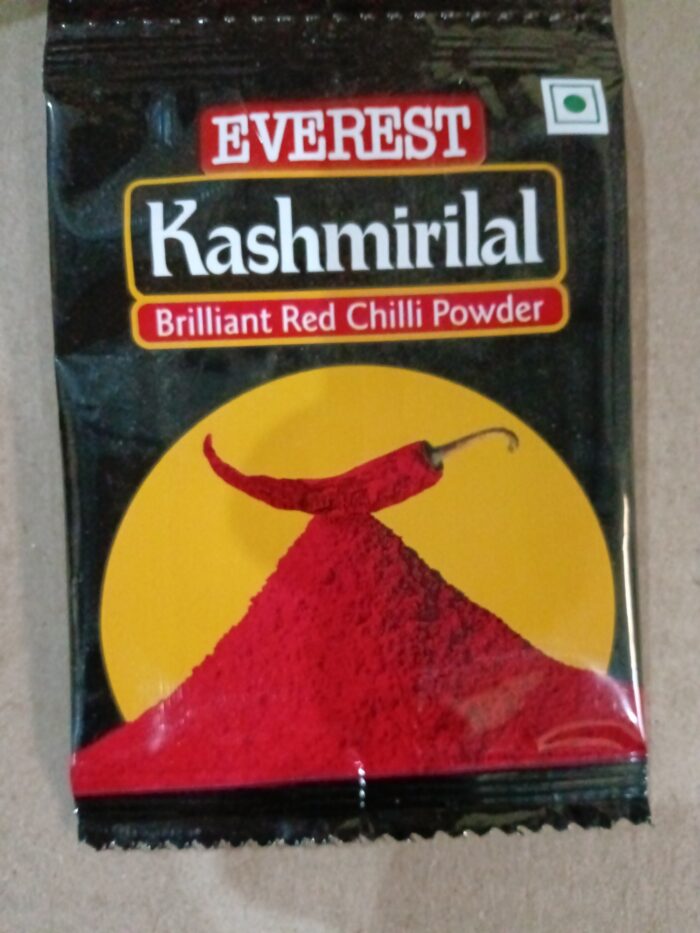 EVEREST
Kashmirilal
Brilliant Red Chilli Powder